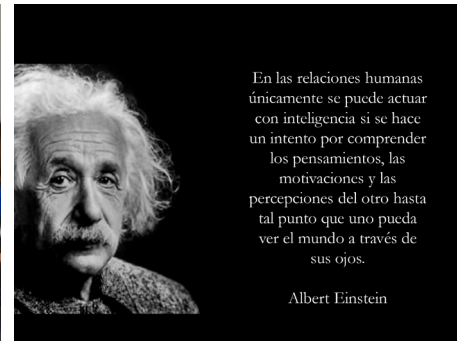 En las relaciones humanas
únicamente se puede actuar
con inteligencia si se hace
un intento por comprender
los pensamientos, las
motivaciones y las
percepciones del otro hasta
tal punto que uno pueda
ver el mundo a través de
sus ojos.
Albert Einstein